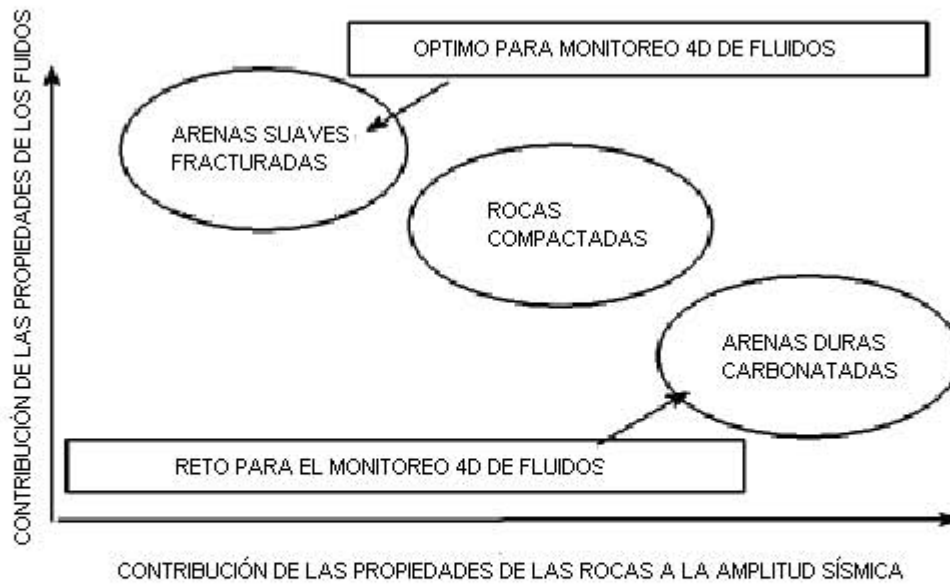 OPTIMO PARA MONITOREO 4D DE FLUIDOS
ARENAS SUAVES
FRACTURADAS
ROCAS
COMPACTADAS
ARENAS DURAS
CARBONATADAS
RETO PARA EL MONITOREO 4D DE FLUIDOS
CONTRIBUCIÓN DE LAS PROPIEDADES DE LOS FUIDOS
CONTRIBUCIÓN DE LAS PROPIEDADES DE LAS ROCAS A LA AMPLITUD SÍSMICA